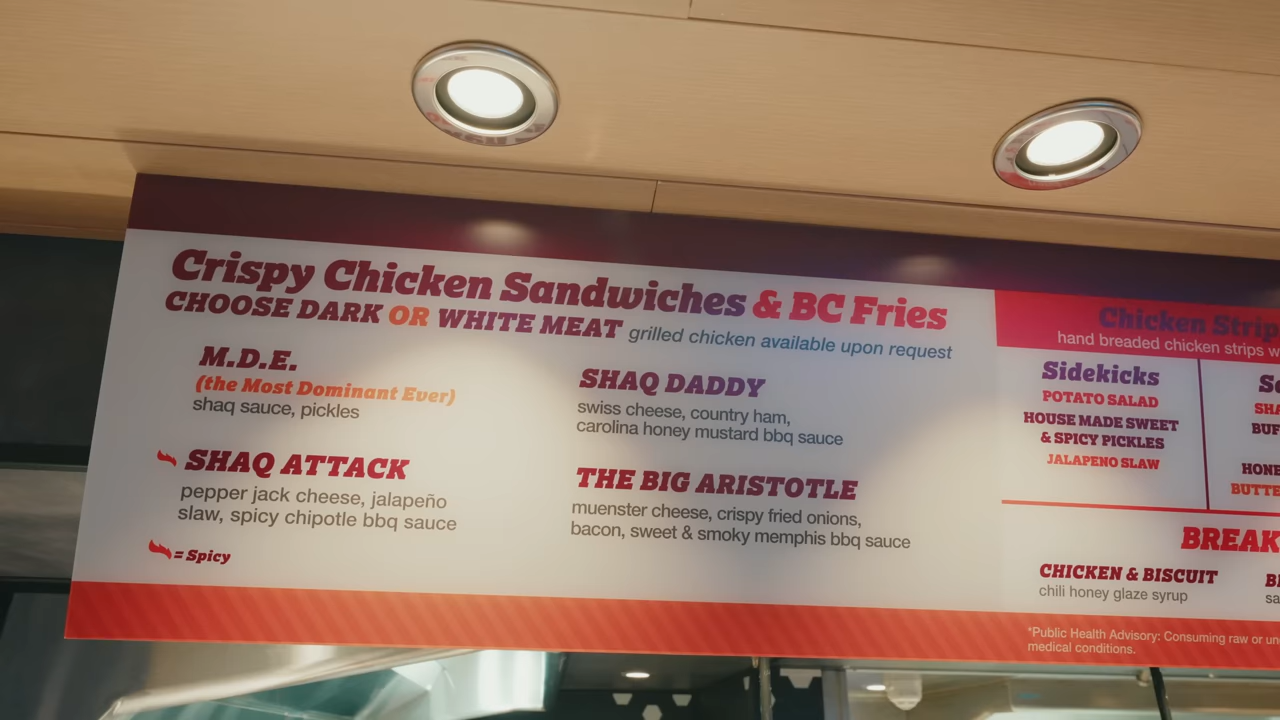 Crispy Chicken Sandwiches & BC Fries
CHOOSE DARK OR WHITE MEAT grilled chicken available upon request
M.D.E.
(the Most Dominant Ever)
shaq sauce, pickles
SHAQ ATTACK
pepper jack cheese, jalapeño
slaw, spicy chipotle bbq sauce
= Spicy
SHAQ DADDY
swiss cheese, country ham,
carolina honey mustard bbq sauce
THE BIG ARISTOTLE
muenster cheese, crispy fried onions,
bacon, sweet & smoky memphis bbq sauce
Chicken Strip
hand breaded chicken strips w
Sidekicks
POTATO SALAD
HOUSE MADE SWEET
& SPICY PICKLES
JALAPENO SLAW
BREAK
CHICKEN & BISCUIT
chili honey glaze syrup
*Public Health Advisory: Consuming raw or un
medical conditions.